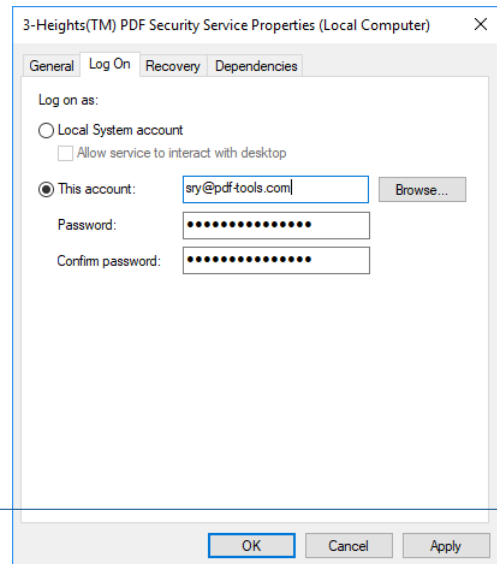 3-Heights(TM) PDF Security Service Properties (Local Computer)
General Log On Recovery Dependencies
Log on as:
Local System account
Allow service to interact with desktop
This account: sry@pdf-tools.com Browse...
Password: •••••••••••••••
Confirm password: •••••••••••••••
OK Cancel Apply